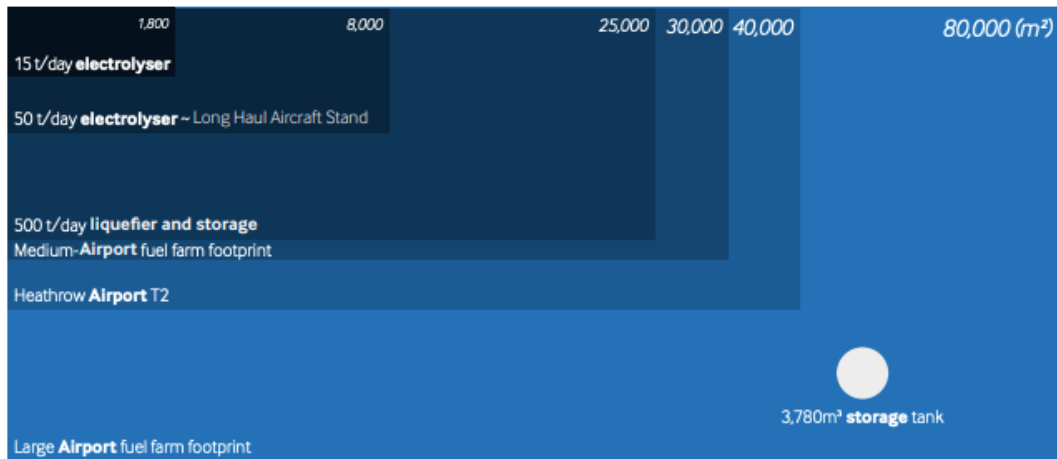 1,800
8,000
25,000
30,000
40,000
80,000 (m²)
15 t/day electrolyser
50 t/day electrolyser ~ Long Haul Aircraft Stand
500 t/day liquefier and storage
Medium-Airport fuel farm footprint
Heathrow Airport T2
3,780m³ storage tank
Large Airport fuel farm footprint